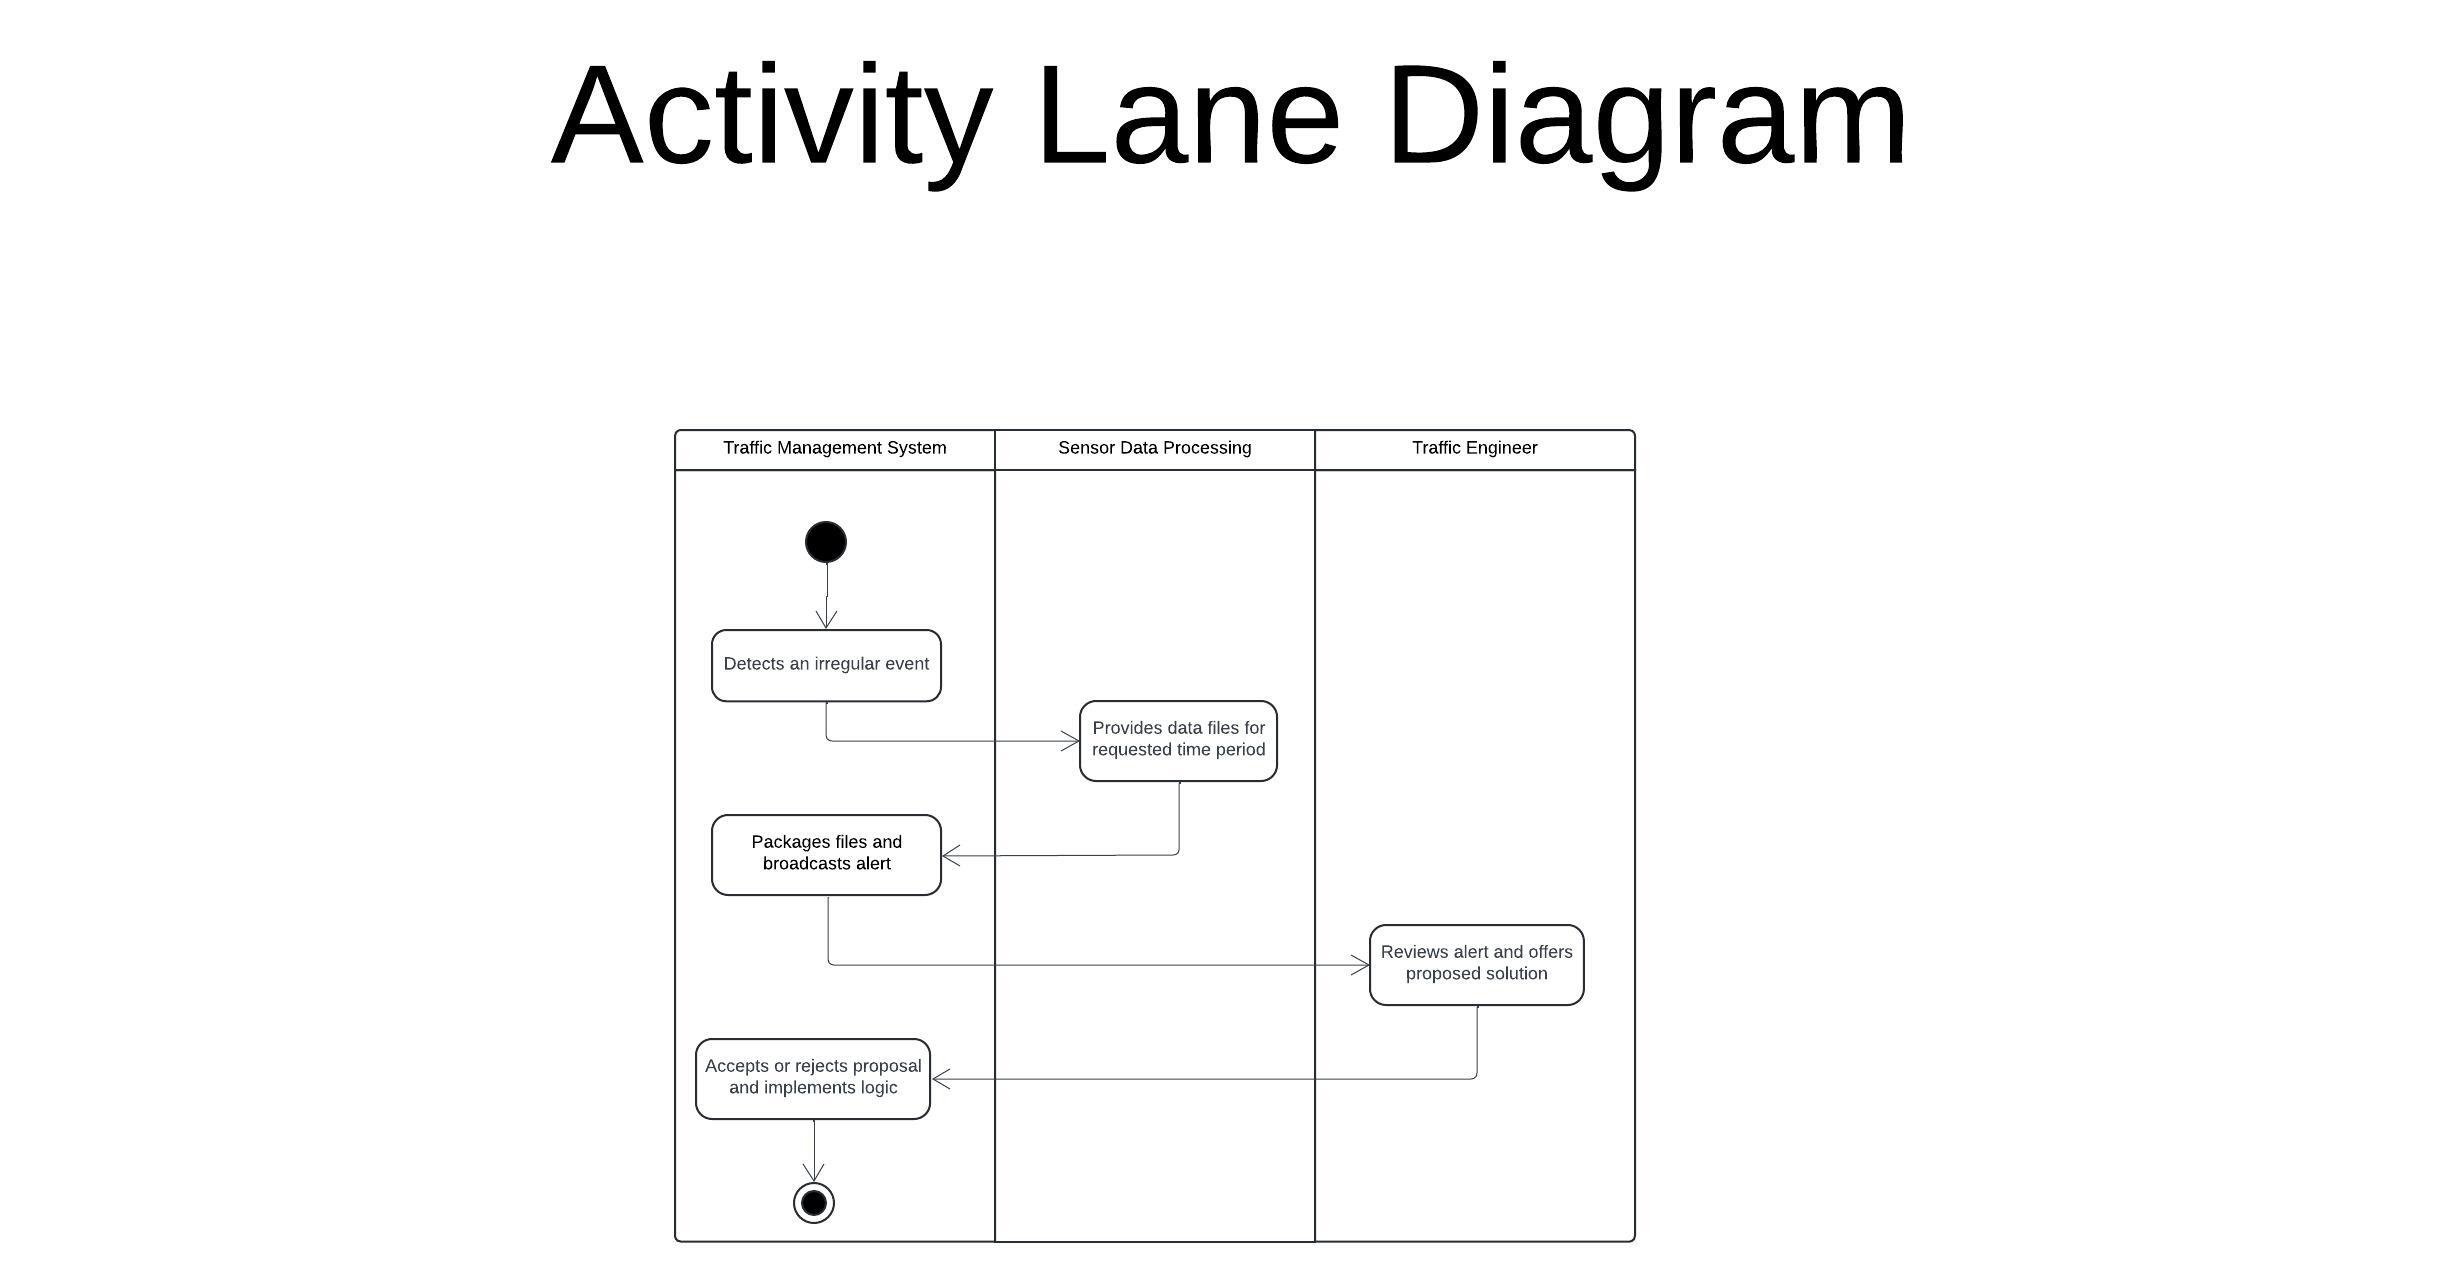 Activity Lane Diagram
Traffic Management System
Sensor Data Processing
Traffic Engineer
Detects an irregular event
Provides data files for
requested time period
Packages files and
broadcasts alert
Reviews alert and offers
proposed solution
Accepts or rejects proposal
and implements logic